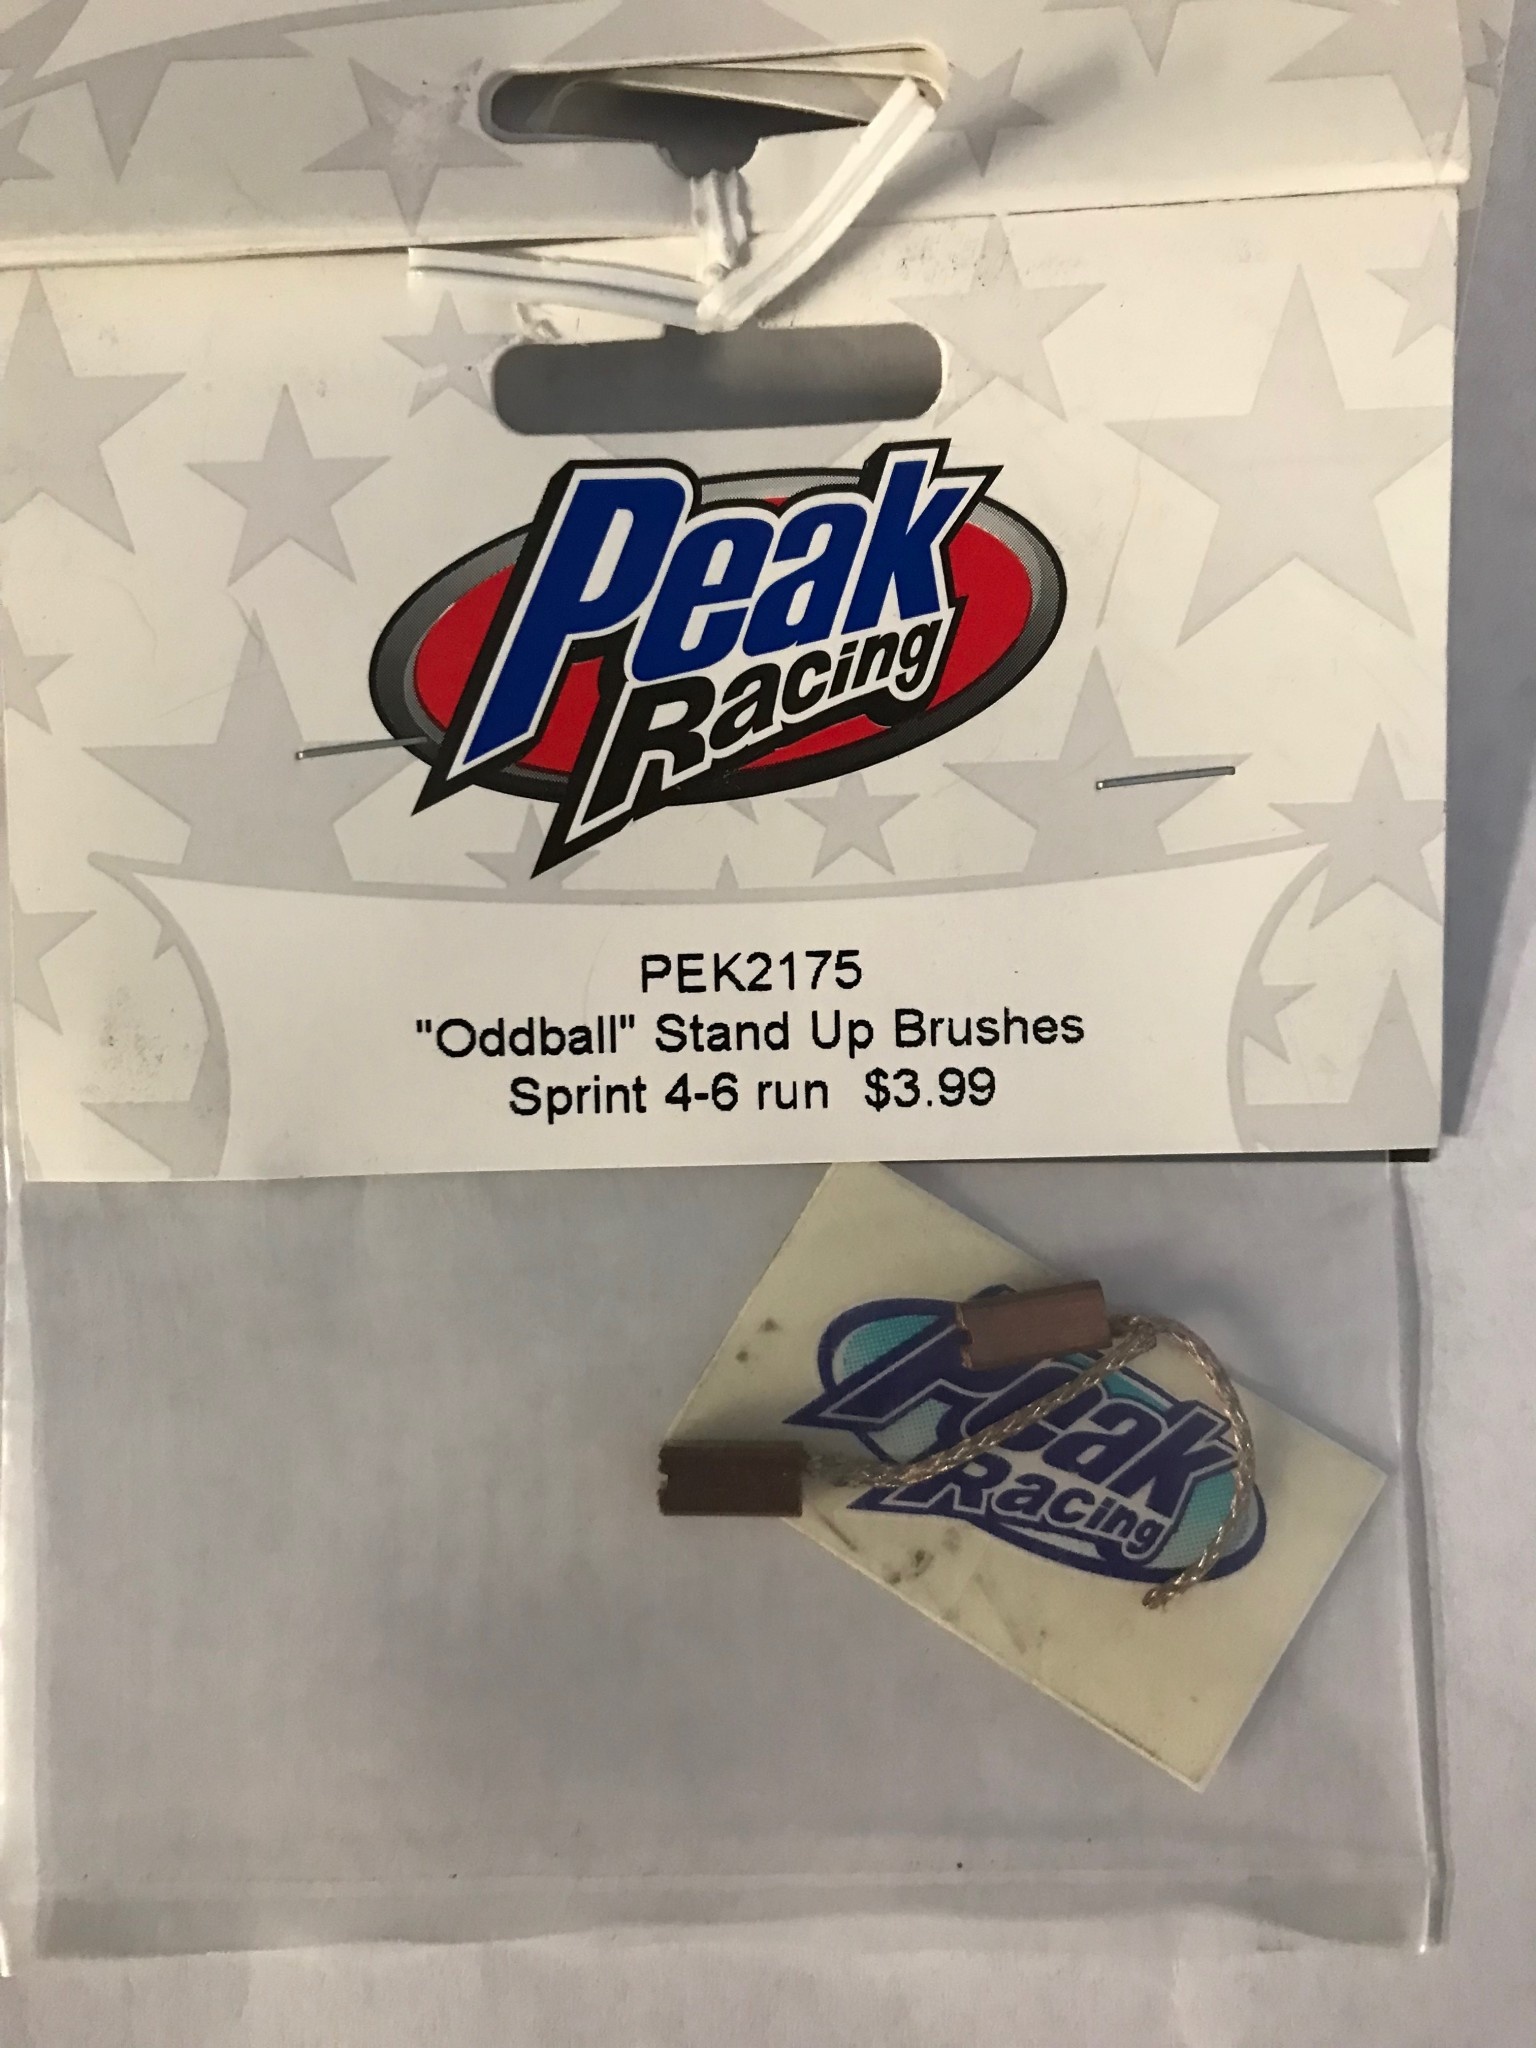 Peak
Racing
PEK2175
"Oddball" Stand Up Brushes
Sprint 4-6 run $3.99
Peak
Racing